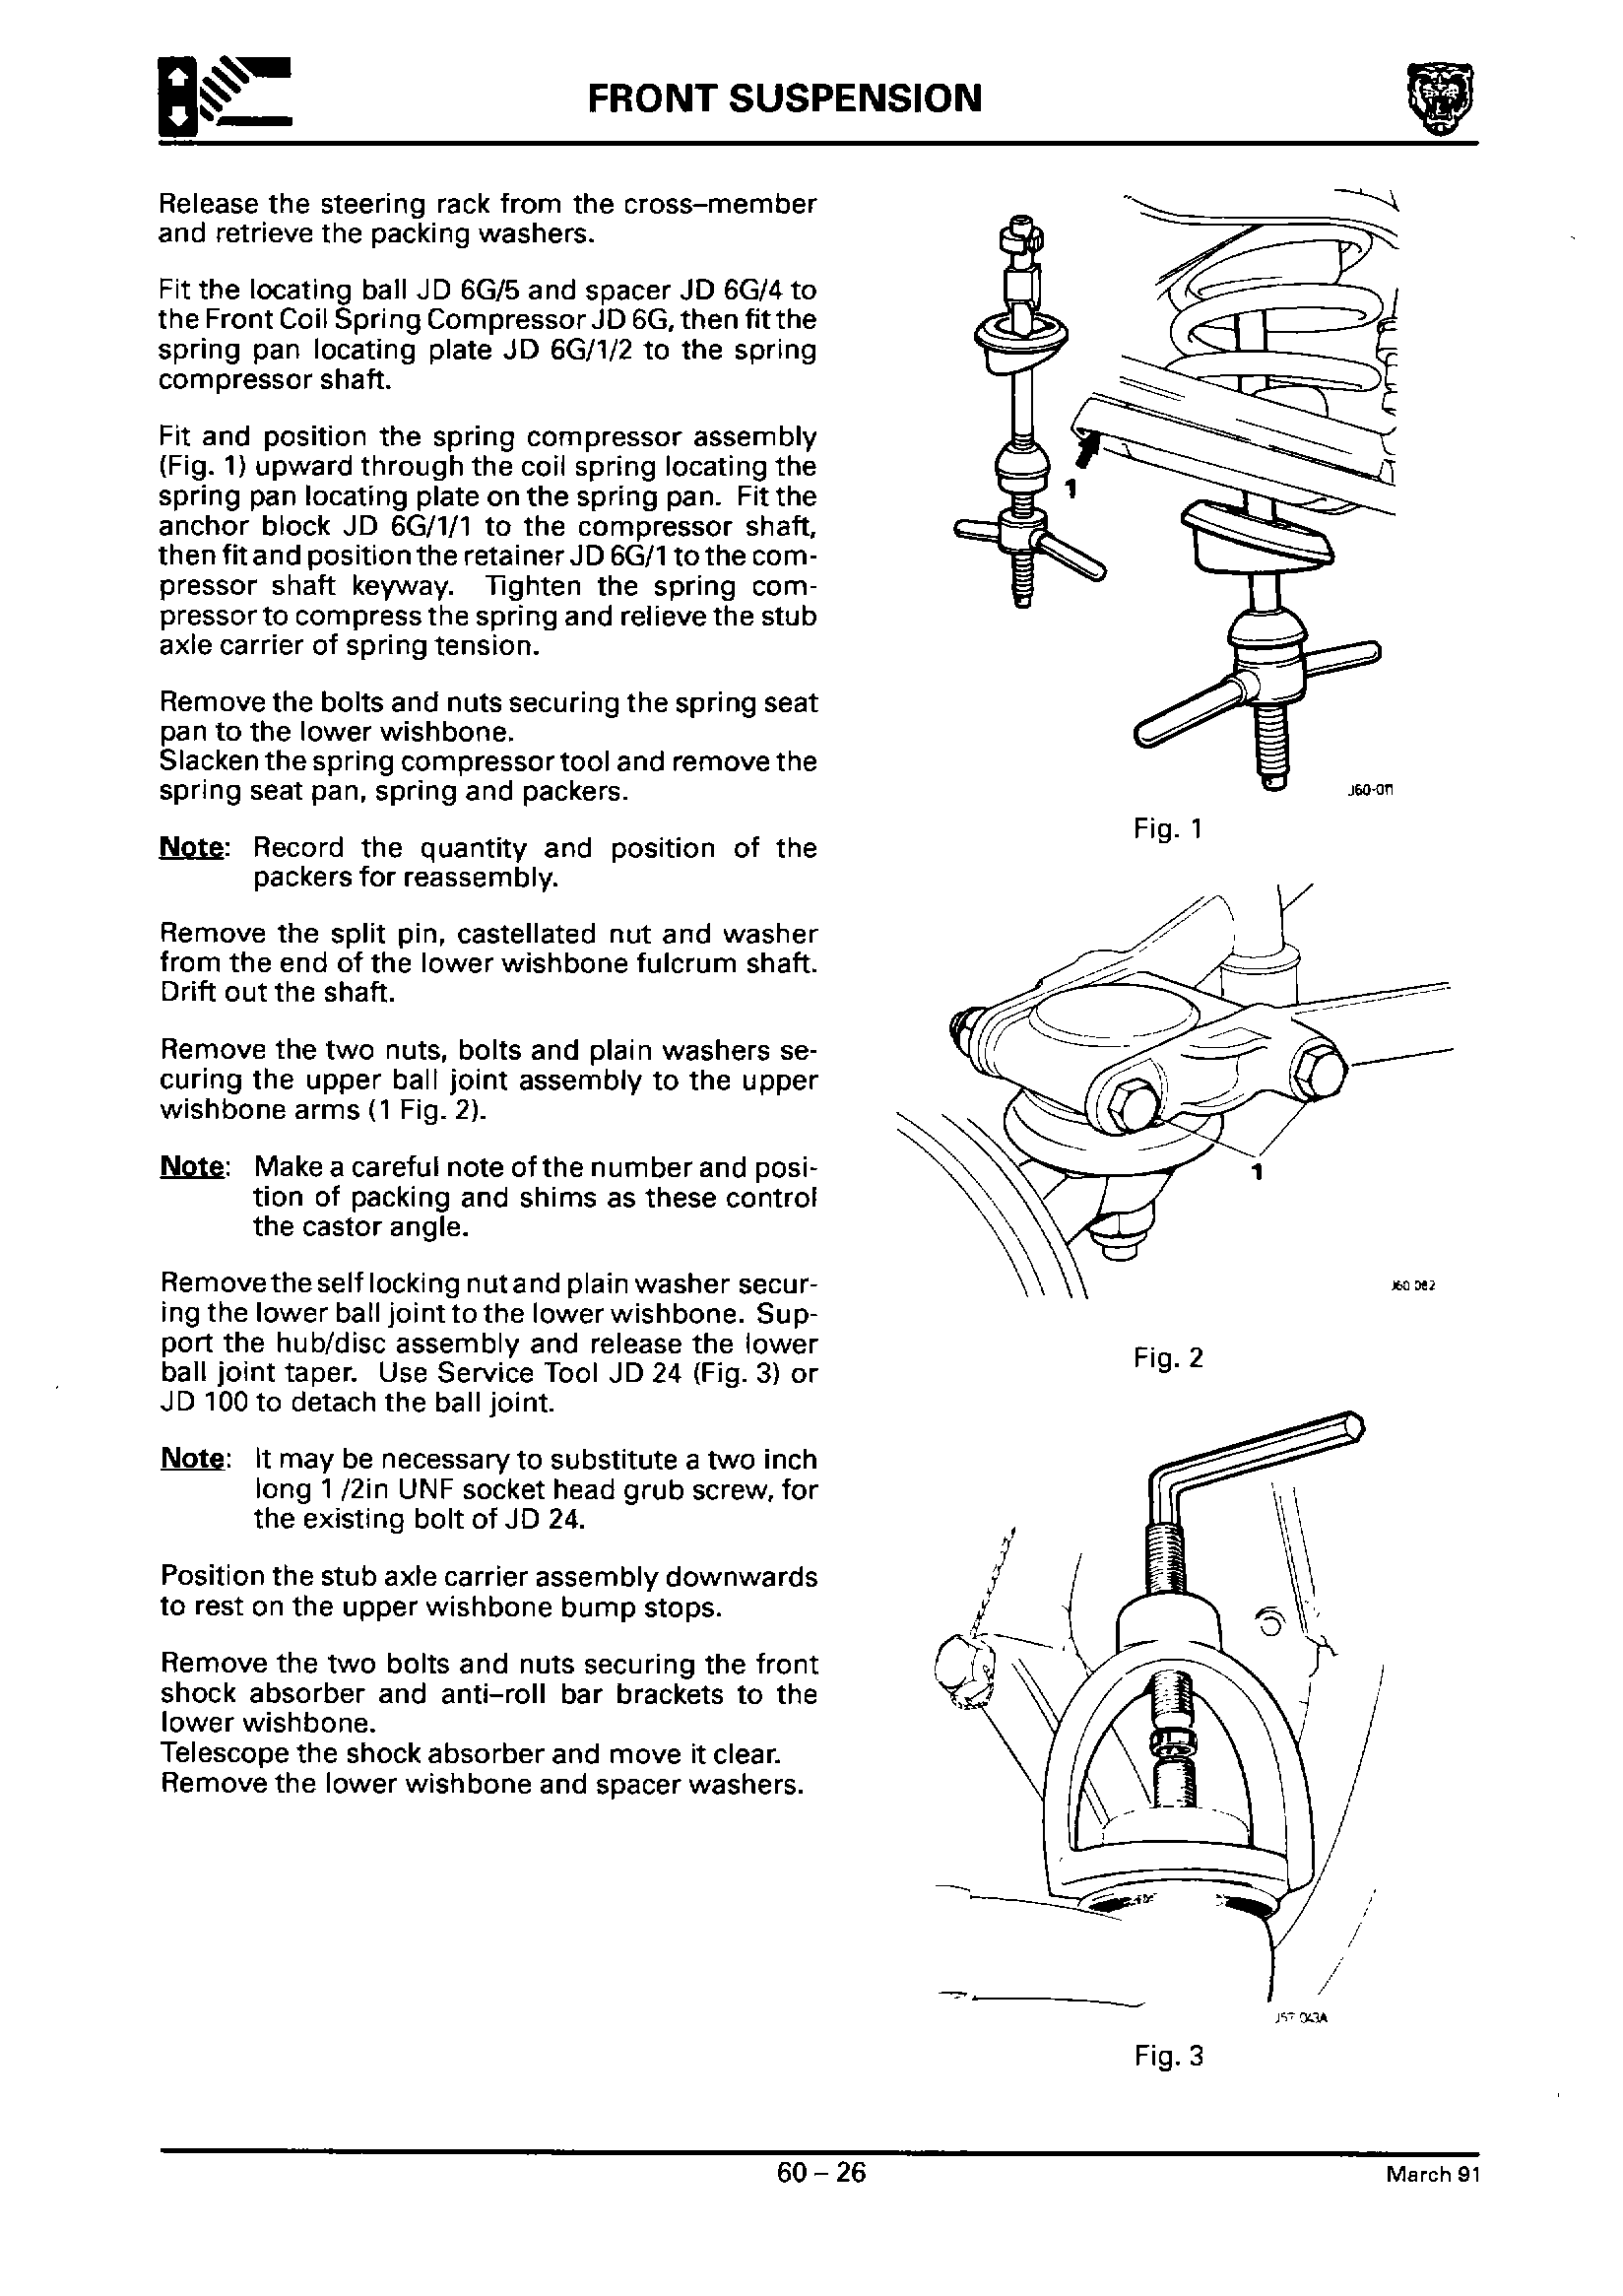 FRONT SUSPENSION
Release the steering rack from the cross–member
and retrieve the packing washers.
Fit the locating ball JD 6G/5 and spacer JD 6G/4 to
the Front Coil Spring Compressor JD 6G, then fit the
spring pan locating plate JD 6G/1/2 to the spring
compressor shaft.
Fit and position the spring compressor assembly
(Fig. 1) upward through the coil spring locating the
spring pan locating plate on the spring pan. Fit the
anchor block JD 6G/1/1 to the compressor shaft,
then fit and position the retainer JD 6G/1 to the com-
pressor shaft keyway. Tighten the spring com-
pressor to compress the spring and relieve the stub
axle carrier of spring tension.
Remove the bolts and nuts securing the spring seat
pan to the lower wishbone.
Slacken the spring compressor tool and remove the
spring seat pan, spring and packers.
Note: Record the quantity and position of the
packers for reassembly.
Remove the split pin, castellated nut and washer
from the end of the lower wishbone fulcrum shaft.
Drift out the shaft.
Remove the two nuts, bolts and plain washers se-
curing the upper ball joint assembly to the upper
wishbone arms (1 Fig. 2).
Note: Make a careful note of the number and posi-
tion of packing and shims as these control
the castor angle.
Remove the self locking nut and plain washer secur-
ing the lower ball joint to the lower wishbone. Sup-
port the hub/disc assembly and release the lower
ball joint taper. Use Service Tool JD 24 (Fig. 3) or
JD 100 to detach the ball joint.
Note: It may be necessary to substitute a two inch
long 1 /2in UNF socket head grub screw, for
the existing bolt of JD 24.
Position the stub axle carrier assembly downwards
to rest on the upper wishbone bump stops.
Remove the two bolts and nuts securing the front
shock absorber and anti–roll bar brackets to the
lower wishbone.
Telescope the shock absorber and move it clear.
Remove the lower wishbone and spacer washers.
1
J60-011
Fig. 1
1
J60 082
Fig. 2
J57 043A
Fig. 3
60 – 26
March 91